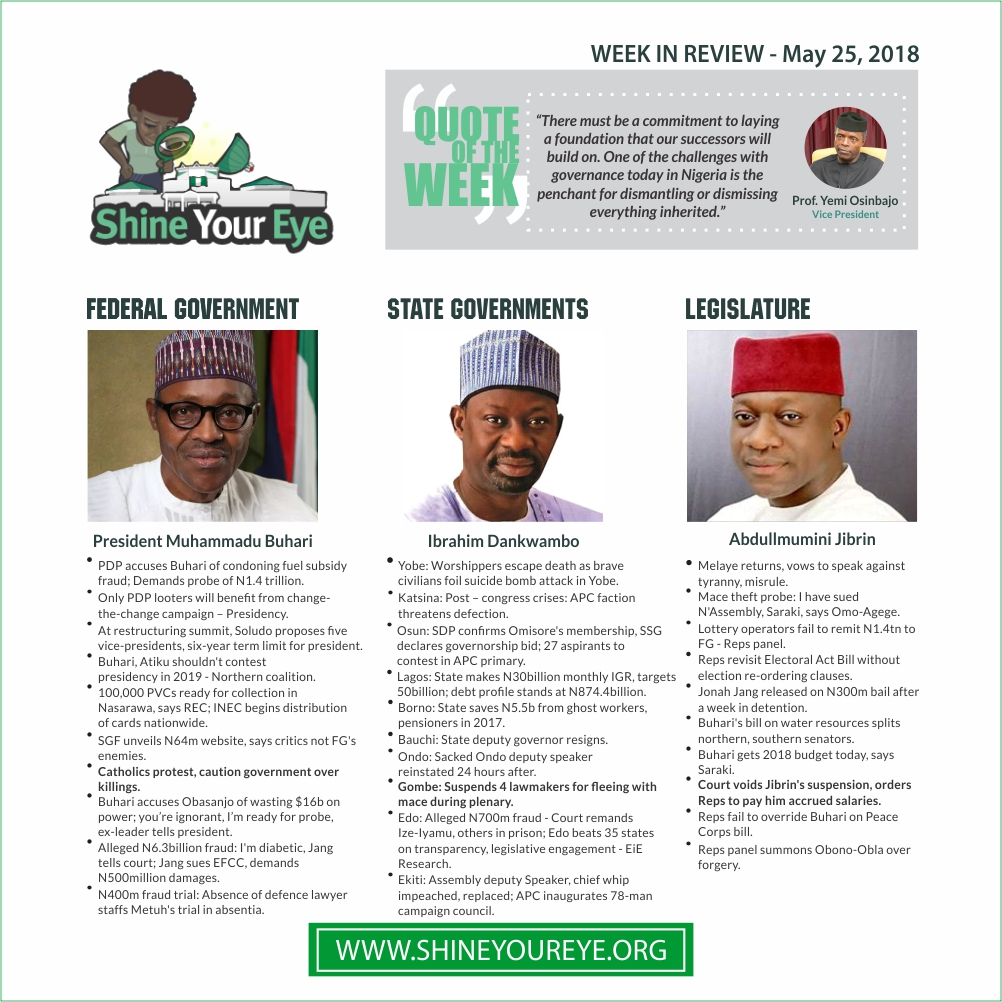 WEEK IN REVIEW - May 25, 2018
Shine Your Eye
QUOTE
OF THE
WEEK
“There must be a commitment to laying
a foundation that our successors will
build on. One of the challenges with
governance today in Nigeria is the
penchant for dismantling or dismissing
everything inherited.”
Prof. Yemi Osinbajo
Vice President
FEDERAL GOVERNMENT
President Muhammadu Buhari
• PDP accuses Buhari of condoning fuel subsidy
fraud; Demands probe of N1.4 trillion.
• Only PDP looters will benefit from change-
the-change campaign – Presidency.
• At restructuring summit, Soludo proposes five
vice-presidents, six-year term limit for president.
• Buhari, Atiku shouldn't contest
presidency in 2019 - Northern coalition.
• 100,000 PVCs ready for collection in
Nasarawa, says REC; INEC begins distribution
of cards nationwide.
• SGF unveils N64m website, says critics not FG's
enemies.
• Catholics protest, caution government over
killings.
• Buhari accuses Obasanjo of wasting $16b on
power; you’re ignorant, I’m ready for probe,
ex-leader tells president.
• Alleged N6.3billion fraud: I'm diabetic, Jang
tells court; Jang sues EFCC, demands
N500million damages.
• N400m fraud trial: Absence of defence lawyer
staffs Metuh's trial in absentia.
STATE GOVERNMENTS
Ibrahim Dankwambo
• Yobe: Worshippers escape death as brave
civilians foil suicide bomb attack in Yobe.
• Katsina: Post – congress crises: APC faction
threatens defection.
• Osun: SDP confirms Omisore's membership, SSG
declares governorship bid; 27 aspirants to
contest in APC primary.
• Lagos: State makes N30billion monthly IGR, targets
50billion; debt profile stands at N874.4billion.
• Borno: State saves N5.5b from ghost workers,
pensioners in 2017.
• Bauchi: State deputy governor resigns.
• Ondo: Sacked Ondo deputy speaker
reinstated 24 hours after.
• Gombe: Suspends 4 lawmakers for fleeing with
mace during plenary.
• Edo: Alleged N700m fraud - Court remands
Ize-Iyamu, others in prison; Edo beats 35 states
on transparency, legislative engagement - EiE
Research.
• Ekiti: Assembly deputy Speaker, chief whip
impeached, replaced; APC inaugurates 78-man
campaign council.
LEGISLATURE
Abdullmumini Jibrin
• Melaye returns, vows to speak against
tyranny, misrule.
• Mace theft probe: I have sued
N'Assembly, Saraki, says Omo-Agege.
• Lottery operators fail to remit N1.4tn to
FG - Reps panel.
• Reps revisit Electoral Act Bill without
election re-ordering clauses.
• Jonah Jang released on N300m bail after
a week in detention.
• Buhari's bill on water resources splits
northern, southern senators.
• Buhari gets 2018 budget today, says
Saraki.
• Court voids Jibrin's suspension, orders
Reps to pay him accrued salaries.
• Reps fail to override Buhari on Peace
Corps bill.
• Reps panel summons Obono-Obla over
forgery.
WWW.SHINEYOUREYE.ORG